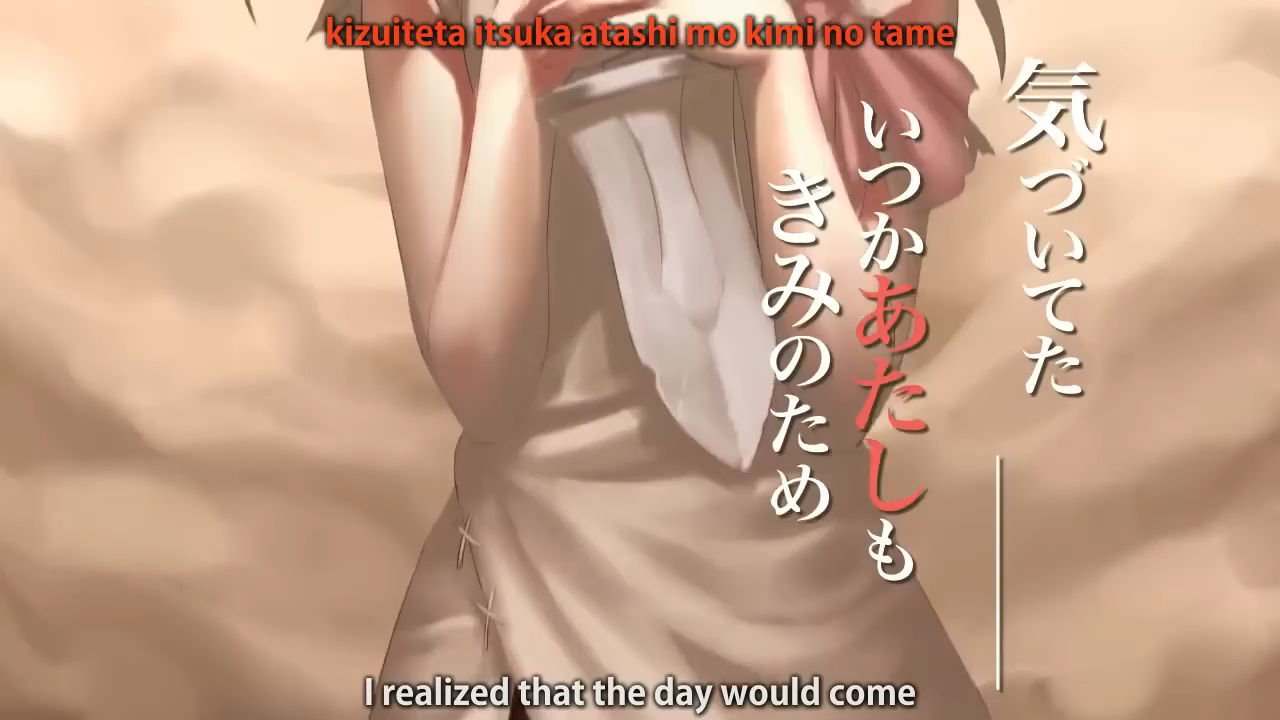 kizuiteta itsuka atashi mo kimi no tame
気づいてた
いつかあたしも
きみのため
I realized that the day would come